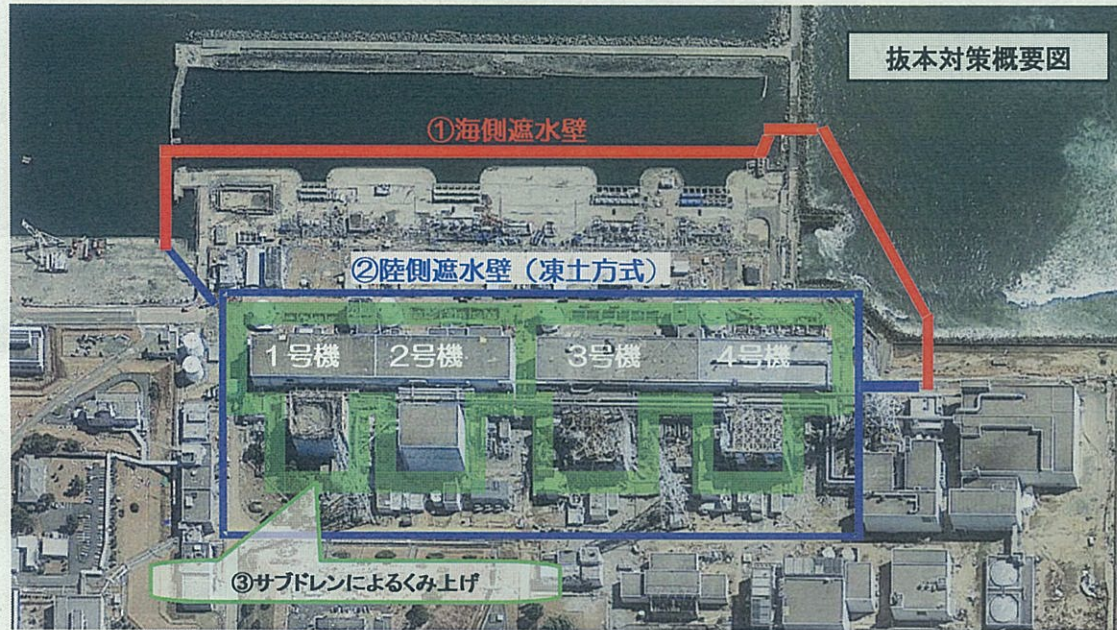 抜本対策概要図
①海側遮水壁
②陸側遮水壁（凍土方式）
1号機 2号機 3号機 4号機
③サブドレンによるくみ上げ